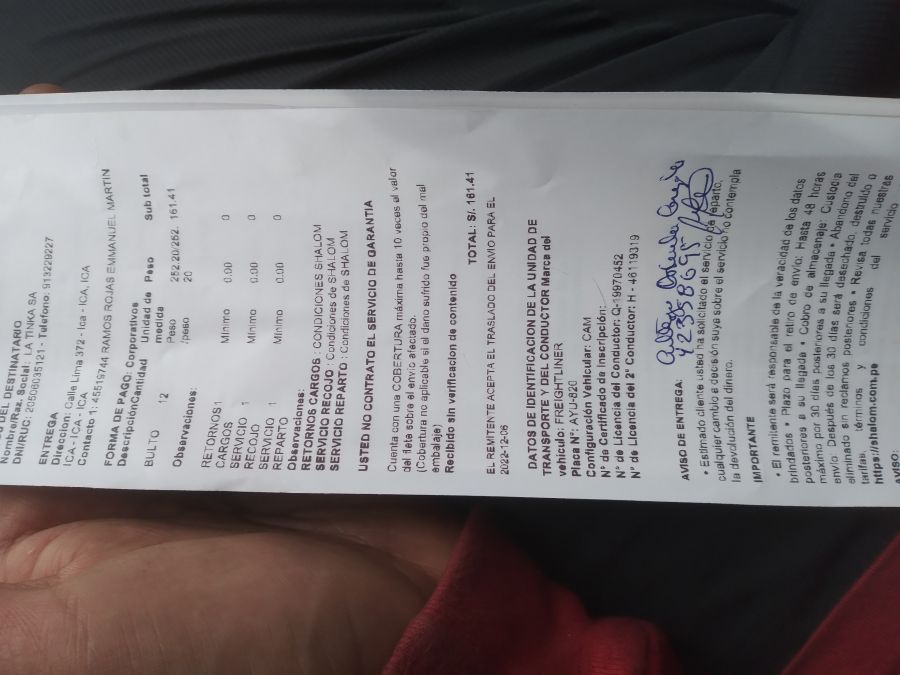 DEL DESTINATARIO
Nombre/Raz. Social: LA TINKA SA
DNI/RUC: 20506035121 - Telefono: 913229227
ENTREGA
Direccion: Calle Lima 372 - Ica - ICA, ICA
ICA - ICA - ICA
Contacto 1: 45519744 RAMOS ROJAS EMMANUEL MARTIN
FORMA DE PAGO: Corporativos
Descripción Cantidad Unidad de medida Peso Sub total
BULTO 12 Peso /peso 252.20/252.20 161.41
Observaciones:
RETORNOS CARGOS 1 Mínimo 0.00 0
SERVICIO RECOJO 1 Mínimo 0.00 0
SERVICIO REPARTO 1 Mínimo 0.00 0
Observaciones:
RETORNOS CARGOS : CONDICIONES SHALOM
SERVICIO RECOJO : Condiciones de SHALOM
SERVICIO REPARTO : Condiciones de SHALOM
USTED NO CONTRATO EL SERVICIO DE GARANTIA
Cuenta con una COBERTURA máxima hasta 10 veces el valor
del flete sobre el envío afectado.
(Cobertura no aplicable si el dano sufrido fue propio del mal
embalaje)
Recibido sin verificacion de contenido
TOTAL: S/. 161.41
EL REMITENTE ACEPTA EL TRASLADO DEL ENVIO PARA EL
2022-12-06
DATOS DE IDENTIFICACION DE LA UNIDAD DE
TRANSPORTE Y DEL CONDUCTOR Marca del
vehiculo: FREIGHTLINER
Placa N°: AYU-820
Configuración Vehicular: CAM
N° de Certificado de Inscripción:
N° de Licencia del Conductor: Q-19970452
N° de Licencia del 2° Conductor: H - 46119319
AVISO DE ENTREGA:
42358695
• Estimado cliente usted ha solicitado el servicio de reparto,
cualquier cambio a decisión suya sobre el servicio no contempla
la devolución del dinero.
IMPORTANTE
• El remitente será responsable de la veracidad de los datos
brindados • Plazo para el retiro de envío: Hasta 48 horas
posteriores a su llegada • Cobro de almacenaje: Custodia
máximo por 30 días posteriores a su llegada • Abandono del
envío Después de los 30 días será desechado, destruido o
eliminado sin reclamos posteriores • Revisa todas nuestras
tarifas, términos y condiciones del servicio
https://shalom.com.pe
AVISO: